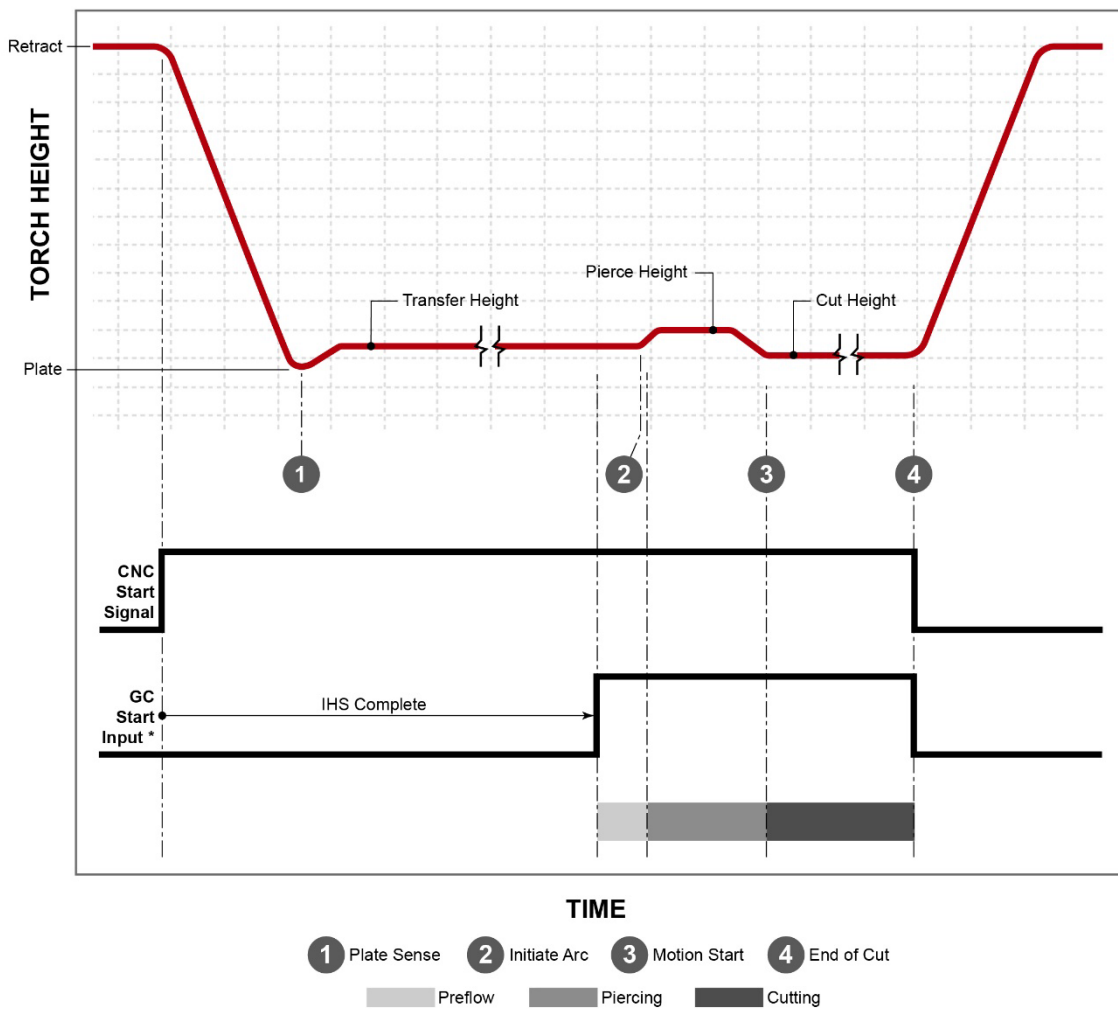 Retract
TORCH HEIGHT
Pierce Height
Transfer Height
Cut Height
Plate
1
2
3
4
CNC
Start
Signal
GC
Start
Input *
IHS Complete
TIME
1 Plate Sense 2 Initiate Arc 3 Motion Start 4 End of Cut
Preflow Piercing Cutting